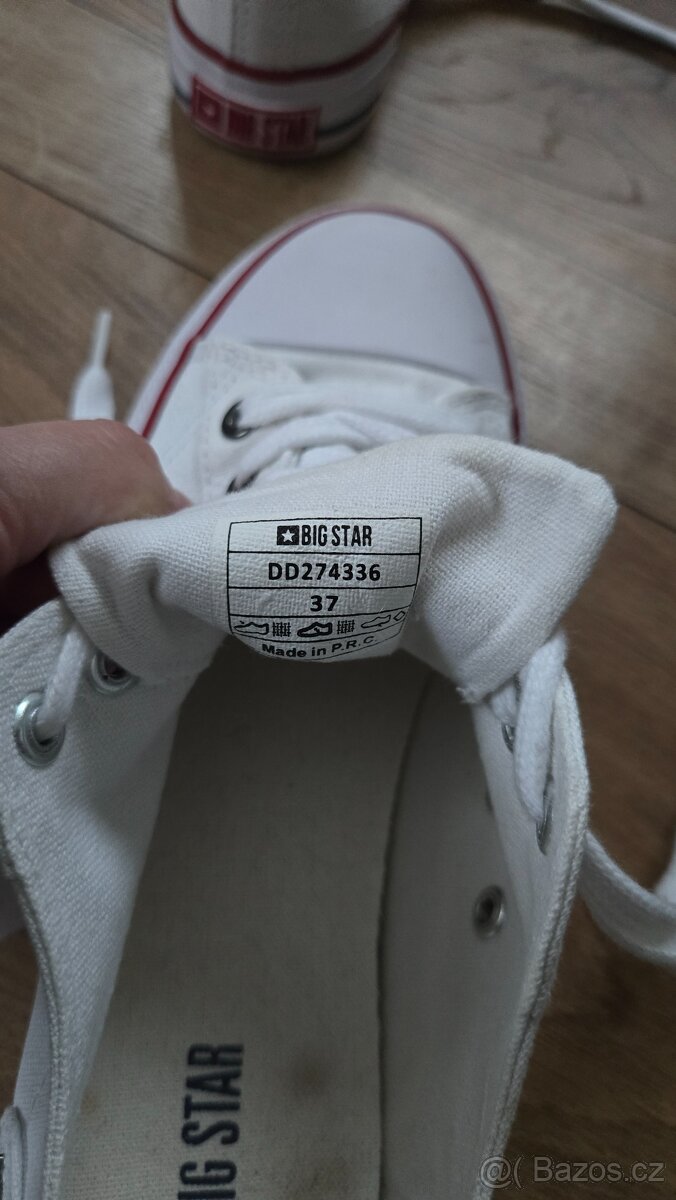 BIG STAR
BIG STAR
DD274336
37
Made in P.R.C
BIG STAR
@( Bazos.cz